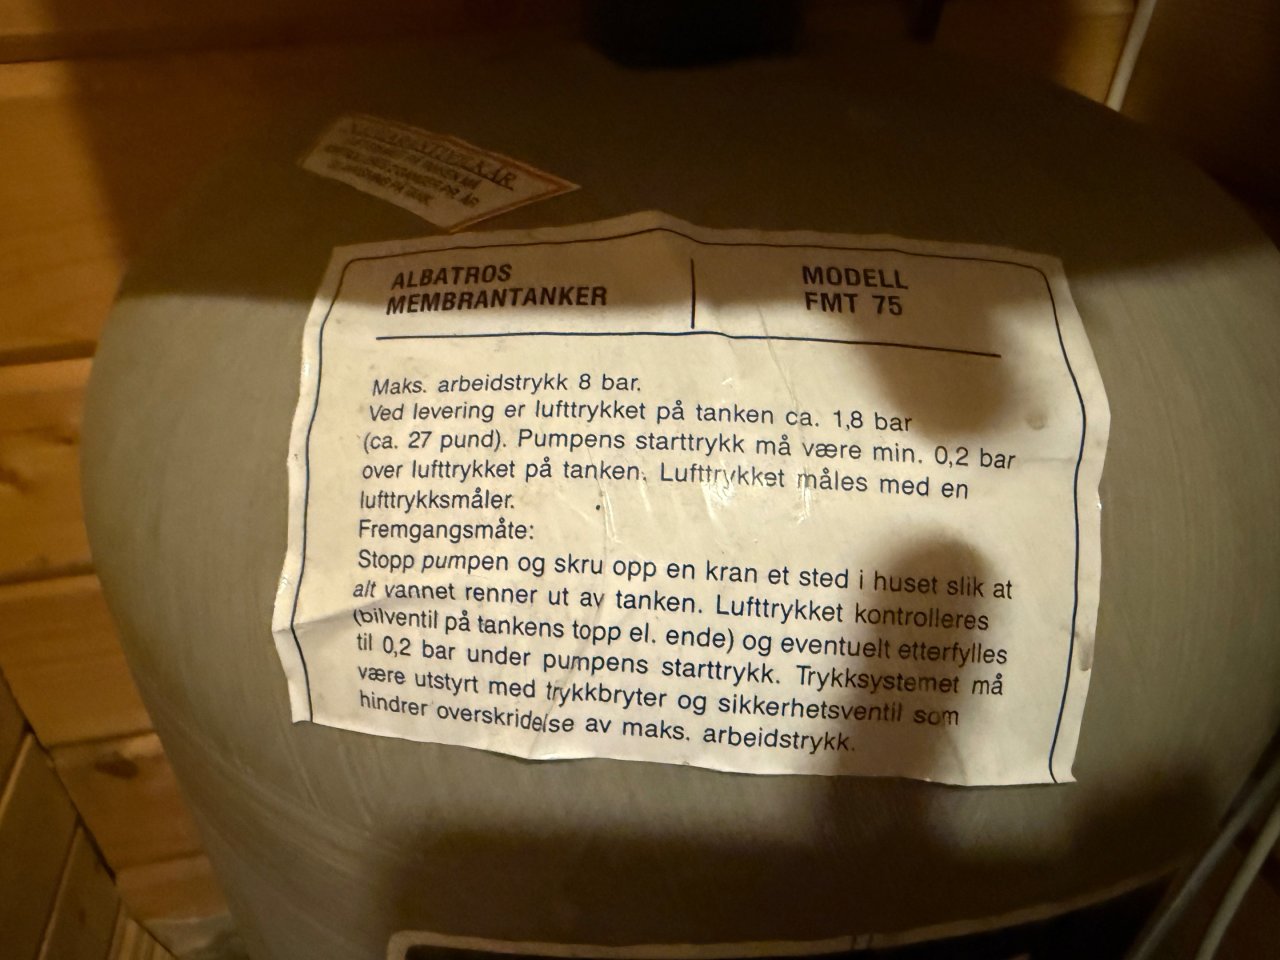 ALBATROS
MEMBRANTANKER
MODELL
FMT 75
Maks. arbeidstrykk 8 bar.
Ved levering er lufttrykket på tanken ca. 1,8 bar
(ca. 27 pund). Pumpens starttrykk må være min. 0,2 bar
over lufttrykket på tanken. Lufttrykket måles med en
lufttrykksmåler.
Fremgangsmåte:
Stopp pumpen og skru opp en kran et sted i huset slik at
alt vannet renner ut av tanken. Lufttrykket kontrolleres
(bilventil på tankens topp el. ende) og eventuelt etterfylles
til 0,2 bar under pumpens starttrykk. Trykksystemet må
være utstyrt med trykkbryter og sikkerhetsventil som
hindrer overskridelse av maks. arbeidstrykk.